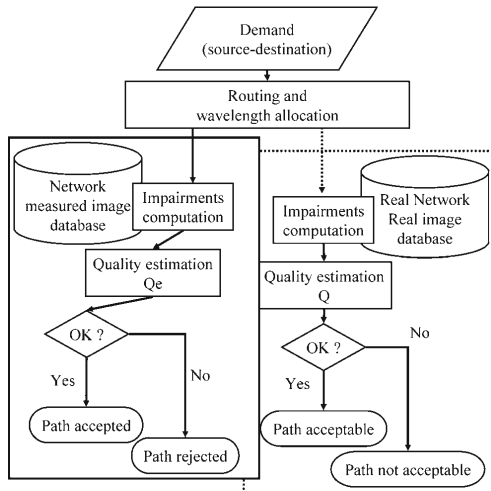 Demand
(source-destination)
Routing and
wavelength allocation
Network
measured image
database
Impairments
computation
Quality estimation
Qe
OK ?
Yes
No
Path accepted
Path rejected
Real Network
Real image
database
Impairments
computation
Quality estimation
Q
OK ?
No
Yes
Path acceptable
Path not acceptable